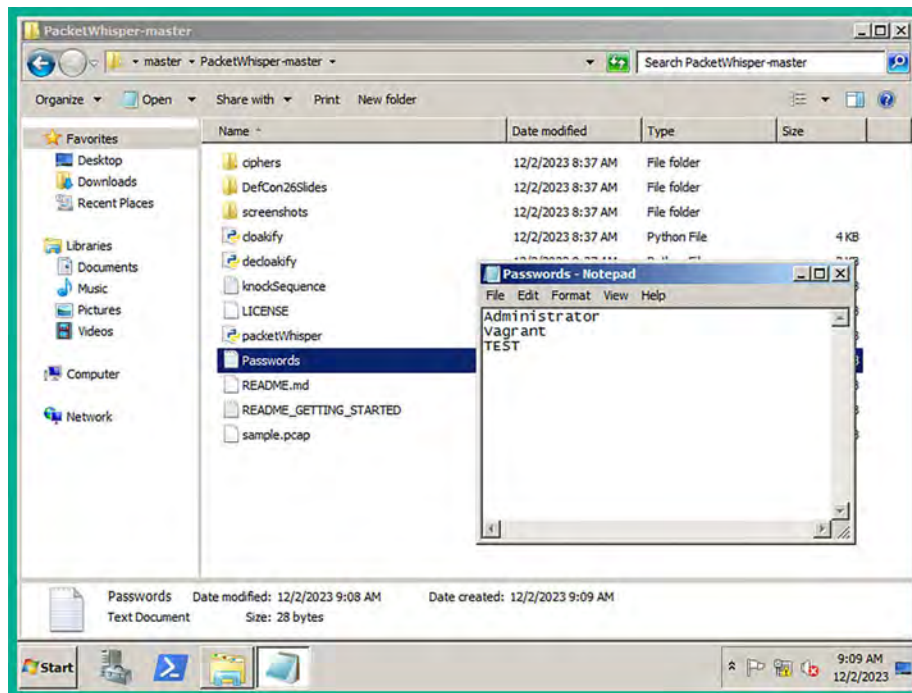 PacketWhisper-master
master PacketWhisper-master
Search PacketWhisper-master
Organize Open Share with Print New folder
Name Date modified Type Size
Favorites
Desktop
Downloads
Recent Places
Libraries
Documents
Music
Pictures
Videos
Computer
Network
ciphers 12/2/2023 8:37 AM File folder
DefCon26Slides 12/2/2023 8:37 AM File folder
screenshots 12/2/2023 8:37 AM File folder
cloakify 12/2/2023 8:37 AM Python File 4 KB
decloakify
knockSequence
LICENSE
packetWhisper
Passwords
README.md
README_GETTING_STARTED
sample.pcap
Passwords - Notepad
File Edit Format View Help
Administrator
Vagrant
TEST
Passwords Date modified: 12/2/2023 9:08 AM Date created: 12/2/2023 9:09 AM
Text Document Size: 28 bytes
Start
9:09 AM
12/2/2023